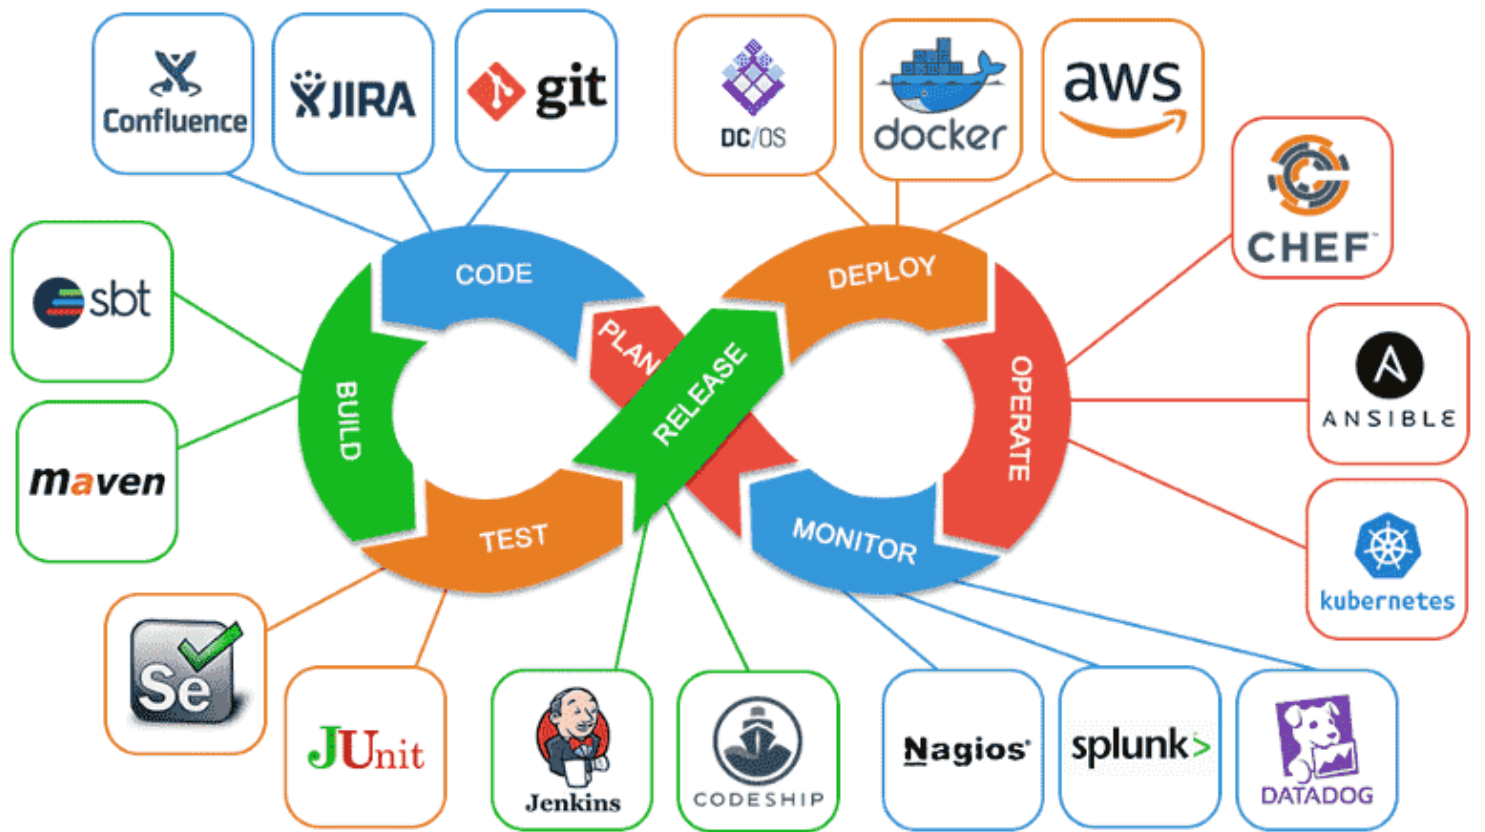 Confluence
JIRA
git
DC/OS
docker
aws
CHEF™
sbt
CODE
DEPLOY
PLAN
RELEASE
BUILD
OPERATE
ANSIBLE
maven
TEST
MONITOR
kubernetes
Se
JUnit
Jenkins
CODESHIP
Nagios®
splunk>
DATADOG